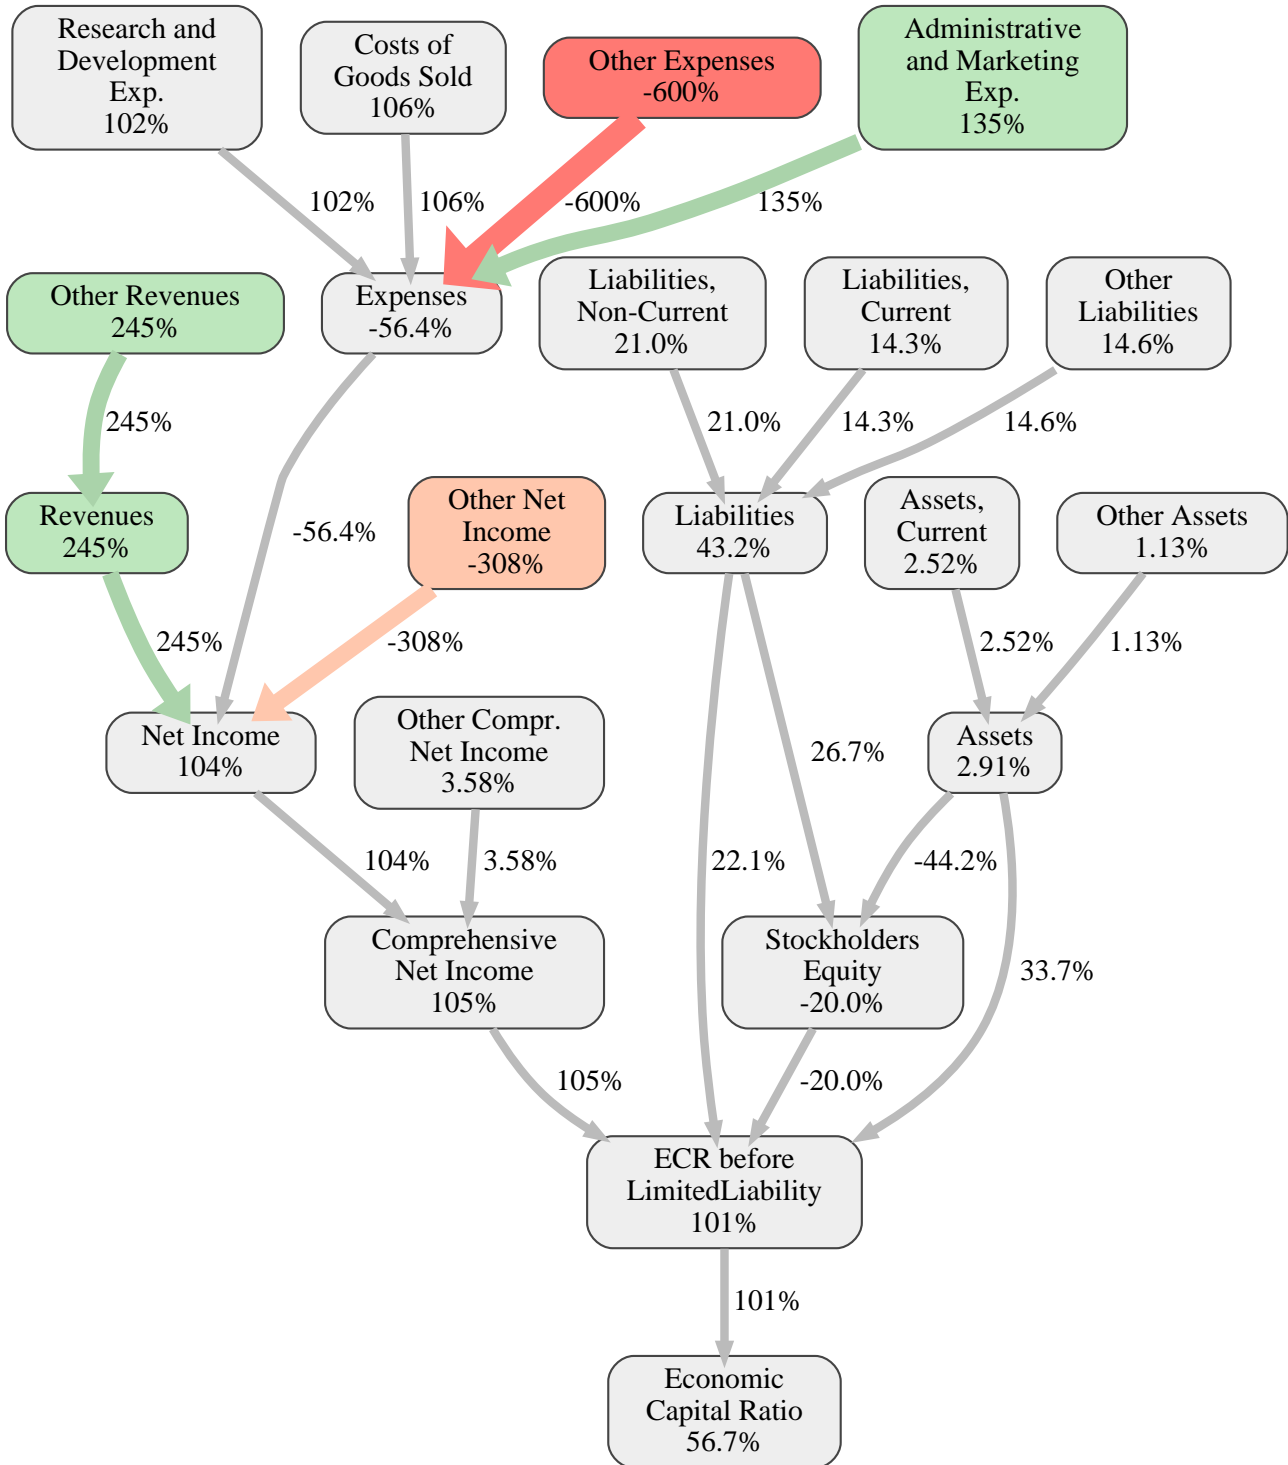 Research and
Development
Exp.
102%
Costs of
Goods Sold
106%
Other Expenses
-600%
Administrative
and Marketing
Exp.
135%
102%
106%
-600%
135%
Other Revenues
245%
Expenses
-56.4%
Liabilities,
Non-Current
21.0%
Liabilities,
Current
14.3%
Other
Liabilities
14.6%
245%
21.0%
14.3%
14.6%
Revenues
245%
-56.4%
Other Net
Income
-308%
Liabilities
43.2%
Assets,
Current
2.52%
Other Assets
1.13%
245%
-308%
2.52%
1.13%
Net Income
104%
Other Compr.
Net Income
3.58%
26.7%
Assets
2.91%
104%
3.58%
22.1%
-44.2%
Comprehensive
Net Income
105%
Stockholders
Equity
-20.0%
33.7%
105%
-20.0%
ECR before
LimitedLiability
101%
101%
Economic
Capital Ratio
56.7%